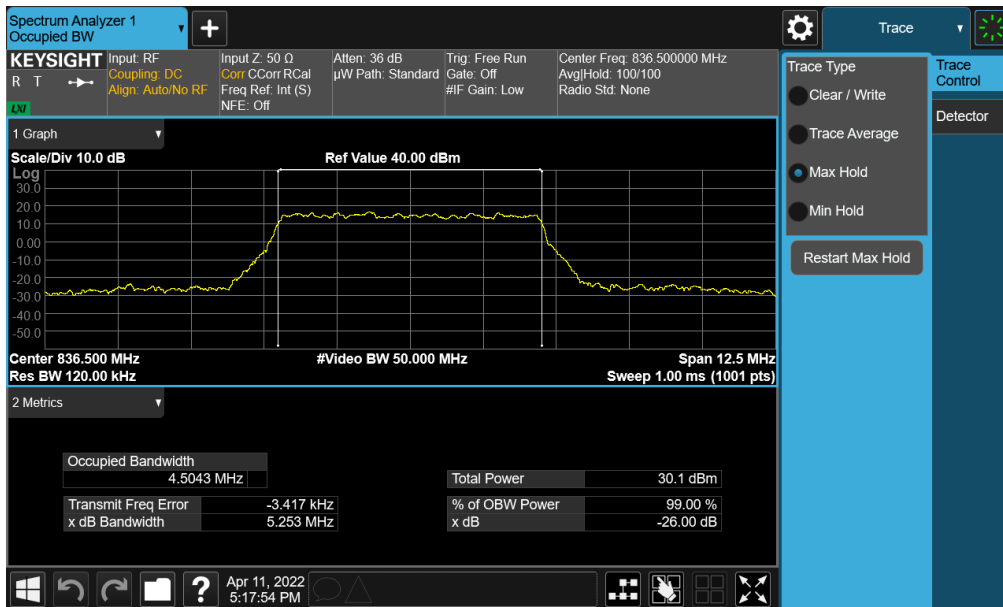 Spectrum Analyzer 1
Occupied BW
Trace
KEYSIGHT
R T
LXI
Input: RF
Coupling: DC
Align: Auto/No RF
Input Z: 50 Ω
Corr CCorr RCal
Freq Ref: Int (S)
NFE: Off
Atten: 36 dB
µW Path: Standard
Trig: Free Run
Gate: Off
#IF Gain: Low
Center Freq: 836.500000 MHz
Avg|Hold: 100/100
Radio Std: None
Trace Type
Clear / Write
Trace Average
Max Hold
Min Hold
Restart Max Hold
Trace
Control
Detector
1 Graph
Scale/Div 10.0 dB
Ref Value 40.00 dBm
Log
30.0
20.0
10.0
0.00
-10.0
-20.0
-30.0
-40.0
-50.0
Center 836.500 MHz
#Video BW 50.000 MHz
Span 12.5 MHz
Res BW 120.00 kHz
Sweep 1.00 ms (1001 pts)
2 Metrics
Occupied Bandwidth
4.5043 MHz
Total Power 30.1 dBm
Transmit Freq Error -3.417 kHz
% of OBW Power 99.00 %
x dB Bandwidth 5.253 MHz
x dB -26.00 dB
?
Apr 11, 2022
5:17:54 PM